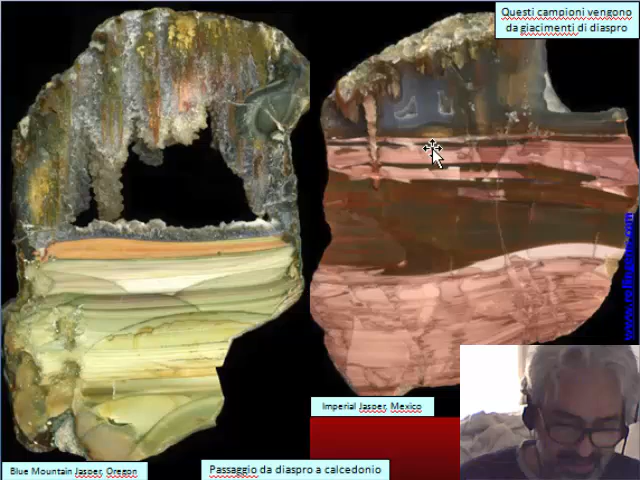 Questi campioni vengono
da giacimenti di diaspro
Imperial Jasper, Mexico
Blue Mountain Jasper, Oregon
Passaggio da diaspro a calcedonio